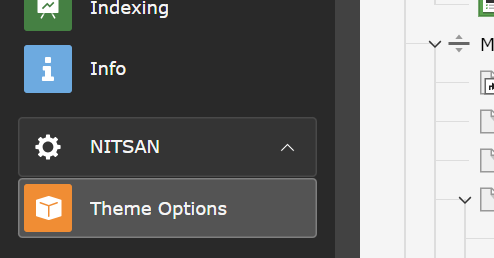 Indexing
Info
NITSAN
Theme Options